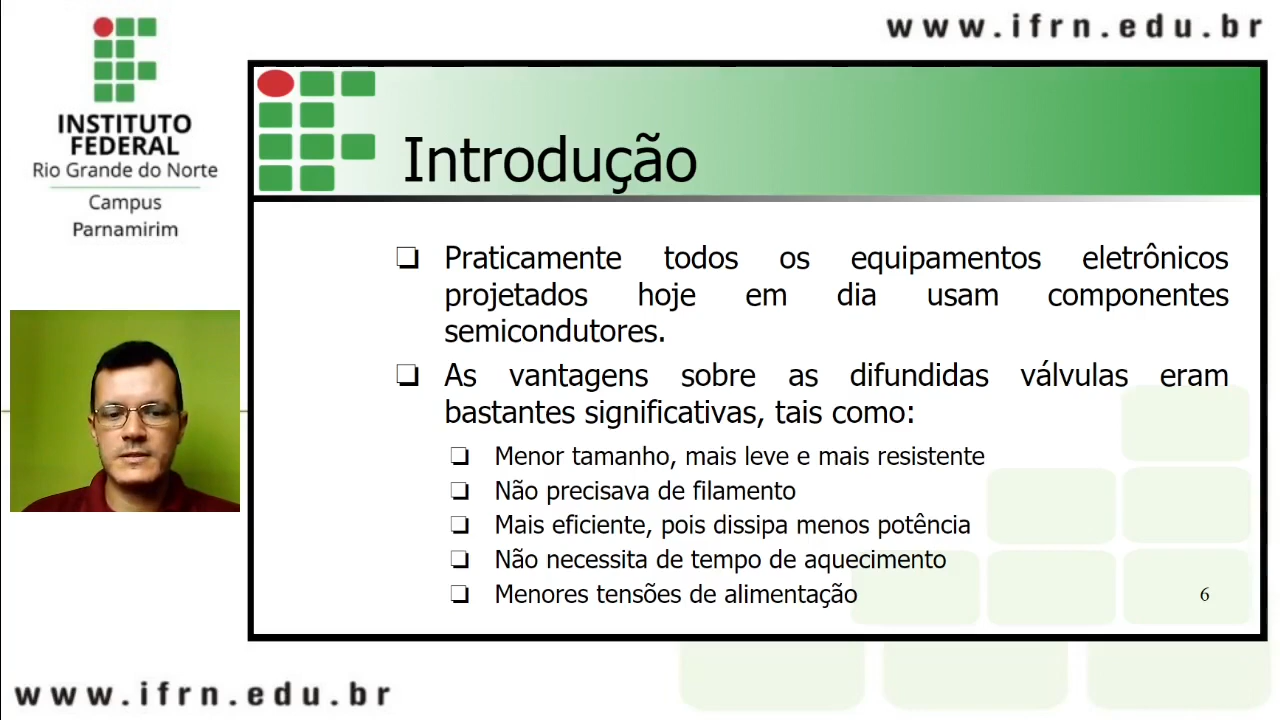 www.ifrn.edu.br
INSTITUTO
FEDERAL
Rio Grande do Norte
Campus
Parnamirim
Introdução
Praticamente todos os equipamentos eletrônicos
projetados hoje em dia usam componentes
semicondutores.
As vantagens sobre as difundidas válvulas eram
bastantes significativas, tais como:
Menor tamanho, mais leve e mais resistente
Não precisava de filamento
Mais eficiente, pois dissipa menos potência
Não necessita de tempo de aquecimento
Menores tensões de alimentação
6
www.ifrn.edu.br